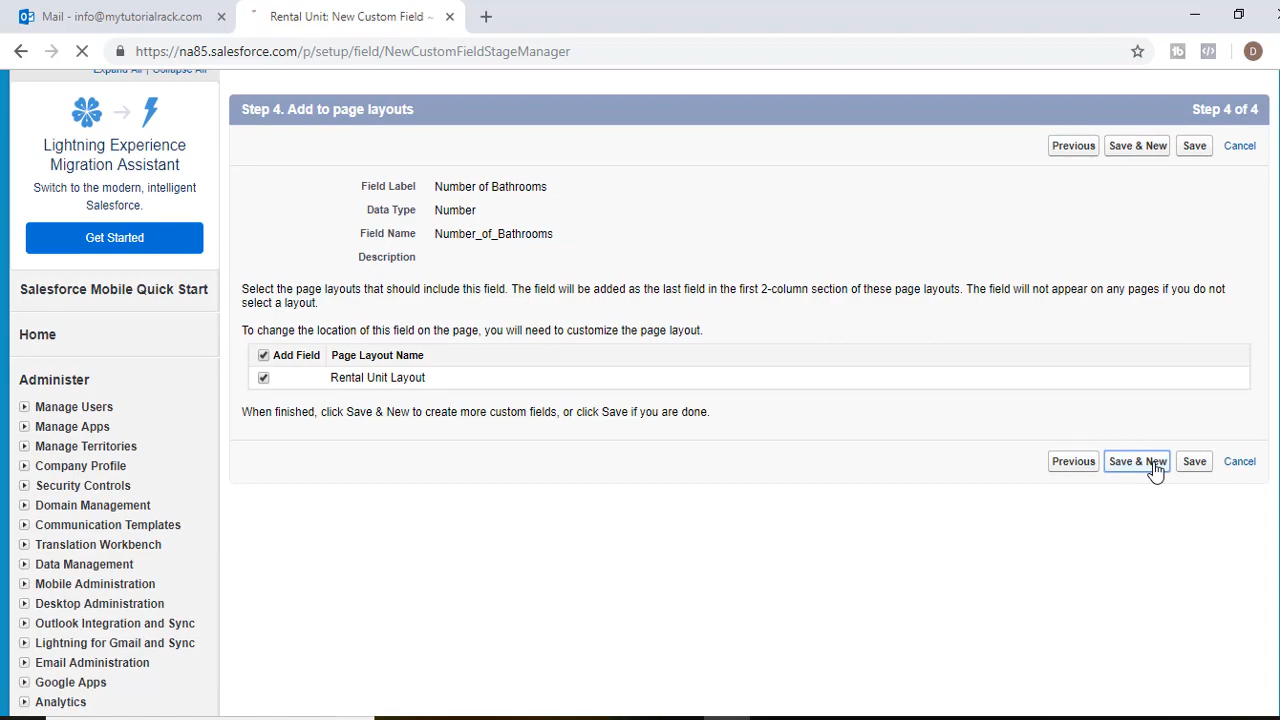 Mail - info@mytutorialrack.com
Rental Unit: New Custom Field ~
https://na85.salesforce.com/p/setup/field/NewCustomFieldStageManager
D
Expand All | Collapse All
Lightning Experience
Migration Assistant
Switch to the modern, intelligent
Salesforce.
Get Started
Salesforce Mobile Quick Start
Home
Administer
Manage Users
Manage Apps
Manage Territories
Company Profile
Security Controls
Domain Management
Communication Templates
Translation Workbench
Data Management
Mobile Administration
Desktop Administration
Outlook Integration and Sync
Lightning for Gmail and Sync
Email Administration
Google Apps
Analytics
Step 4. Add to page layouts
Step 4 of 4
Previous Save & New Save Cancel
Field Label Number of Bathrooms
Data Type Number
Field Name Number_of_Bathrooms
Description
Select the page layouts that should include this field. The field will be added as the last field in the first 2-column section of these page layouts. The field will not appear on any pages if you do not
select a layout.
To change the location of this field on the page, you will need to customize the page layout.
Add Field Page Layout Name
Rental Unit Layout
When finished, click Save & New to create more custom fields, or click Save if you are done.
Previous Save & New Save Cancel